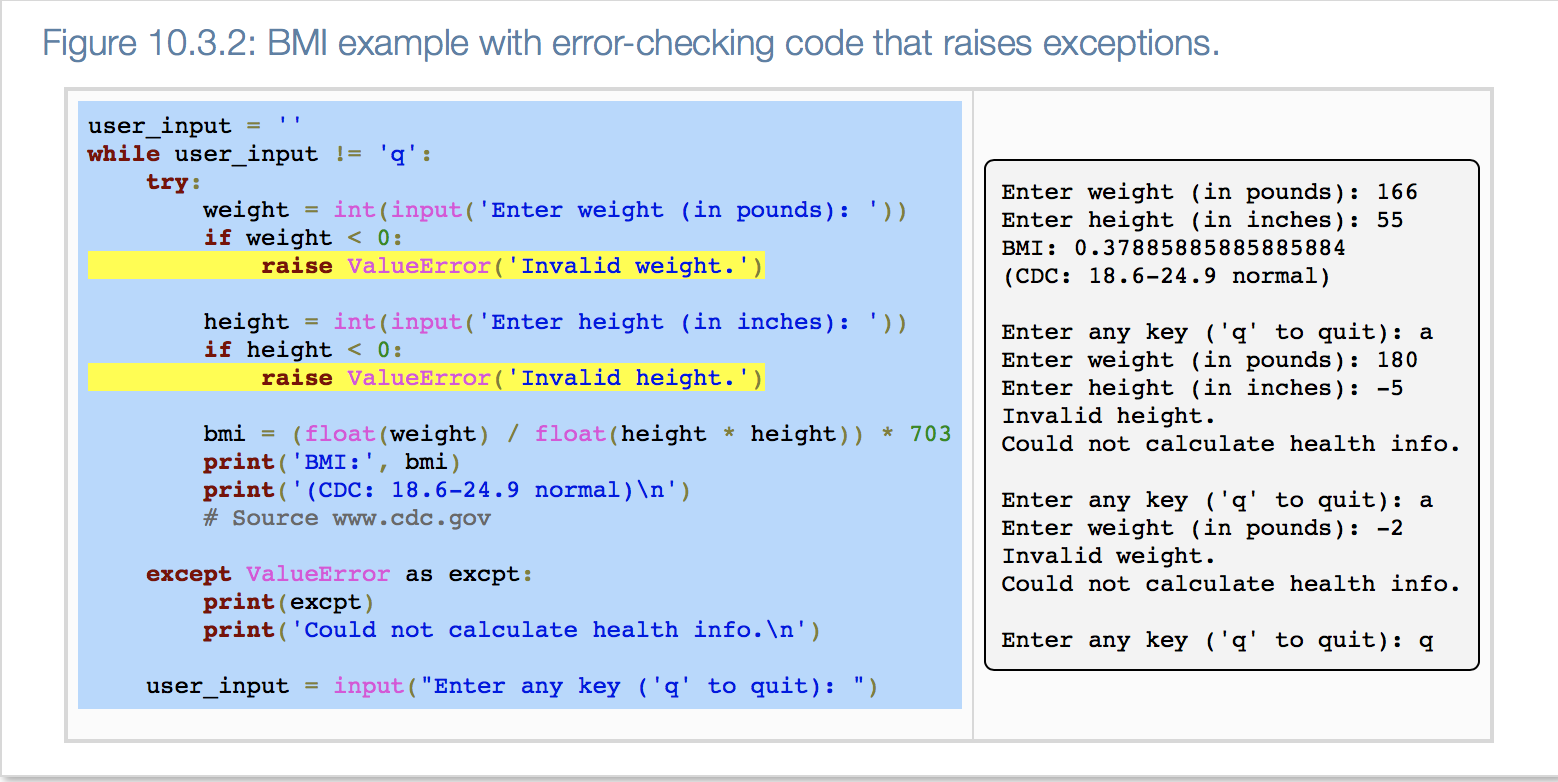 Figure 10.3.2: BMI example with error-checking code that raises exceptions.
user_input = ''
while user_input != 'q':
    try:
        weight = int(input('Enter weight (in pounds): '))
        if weight < 0:
            raise ValueError('Invalid weight.')

        height = int(input('Enter height (in inches): '))
        if height < 0:
            raise ValueError('Invalid height.')

        bmi = (float(weight) / float(height * height)) * 703
        print('BMI:', bmi)
        print('(CDC: 18.6-24.9 normal)\n')
        # Source www.cdc.gov

    except ValueError as excpt:
        print(excpt)
        print('Could not calculate health info.\n')

    user_input = input("Enter any key ('q' to quit): ")
Enter weight (in pounds): 166
Enter height (in inches): 55
BMI: 0.37885885885885884
(CDC: 18.6-24.9 normal)

Enter any key ('q' to quit): a
Enter weight (in pounds): 180
Enter height (in inches): -5
Invalid height.
Could not calculate health info.

Enter any key ('q' to quit): a
Enter weight (in pounds): -2
Invalid weight.
Could not calculate health info.

Enter any key ('q' to quit): q